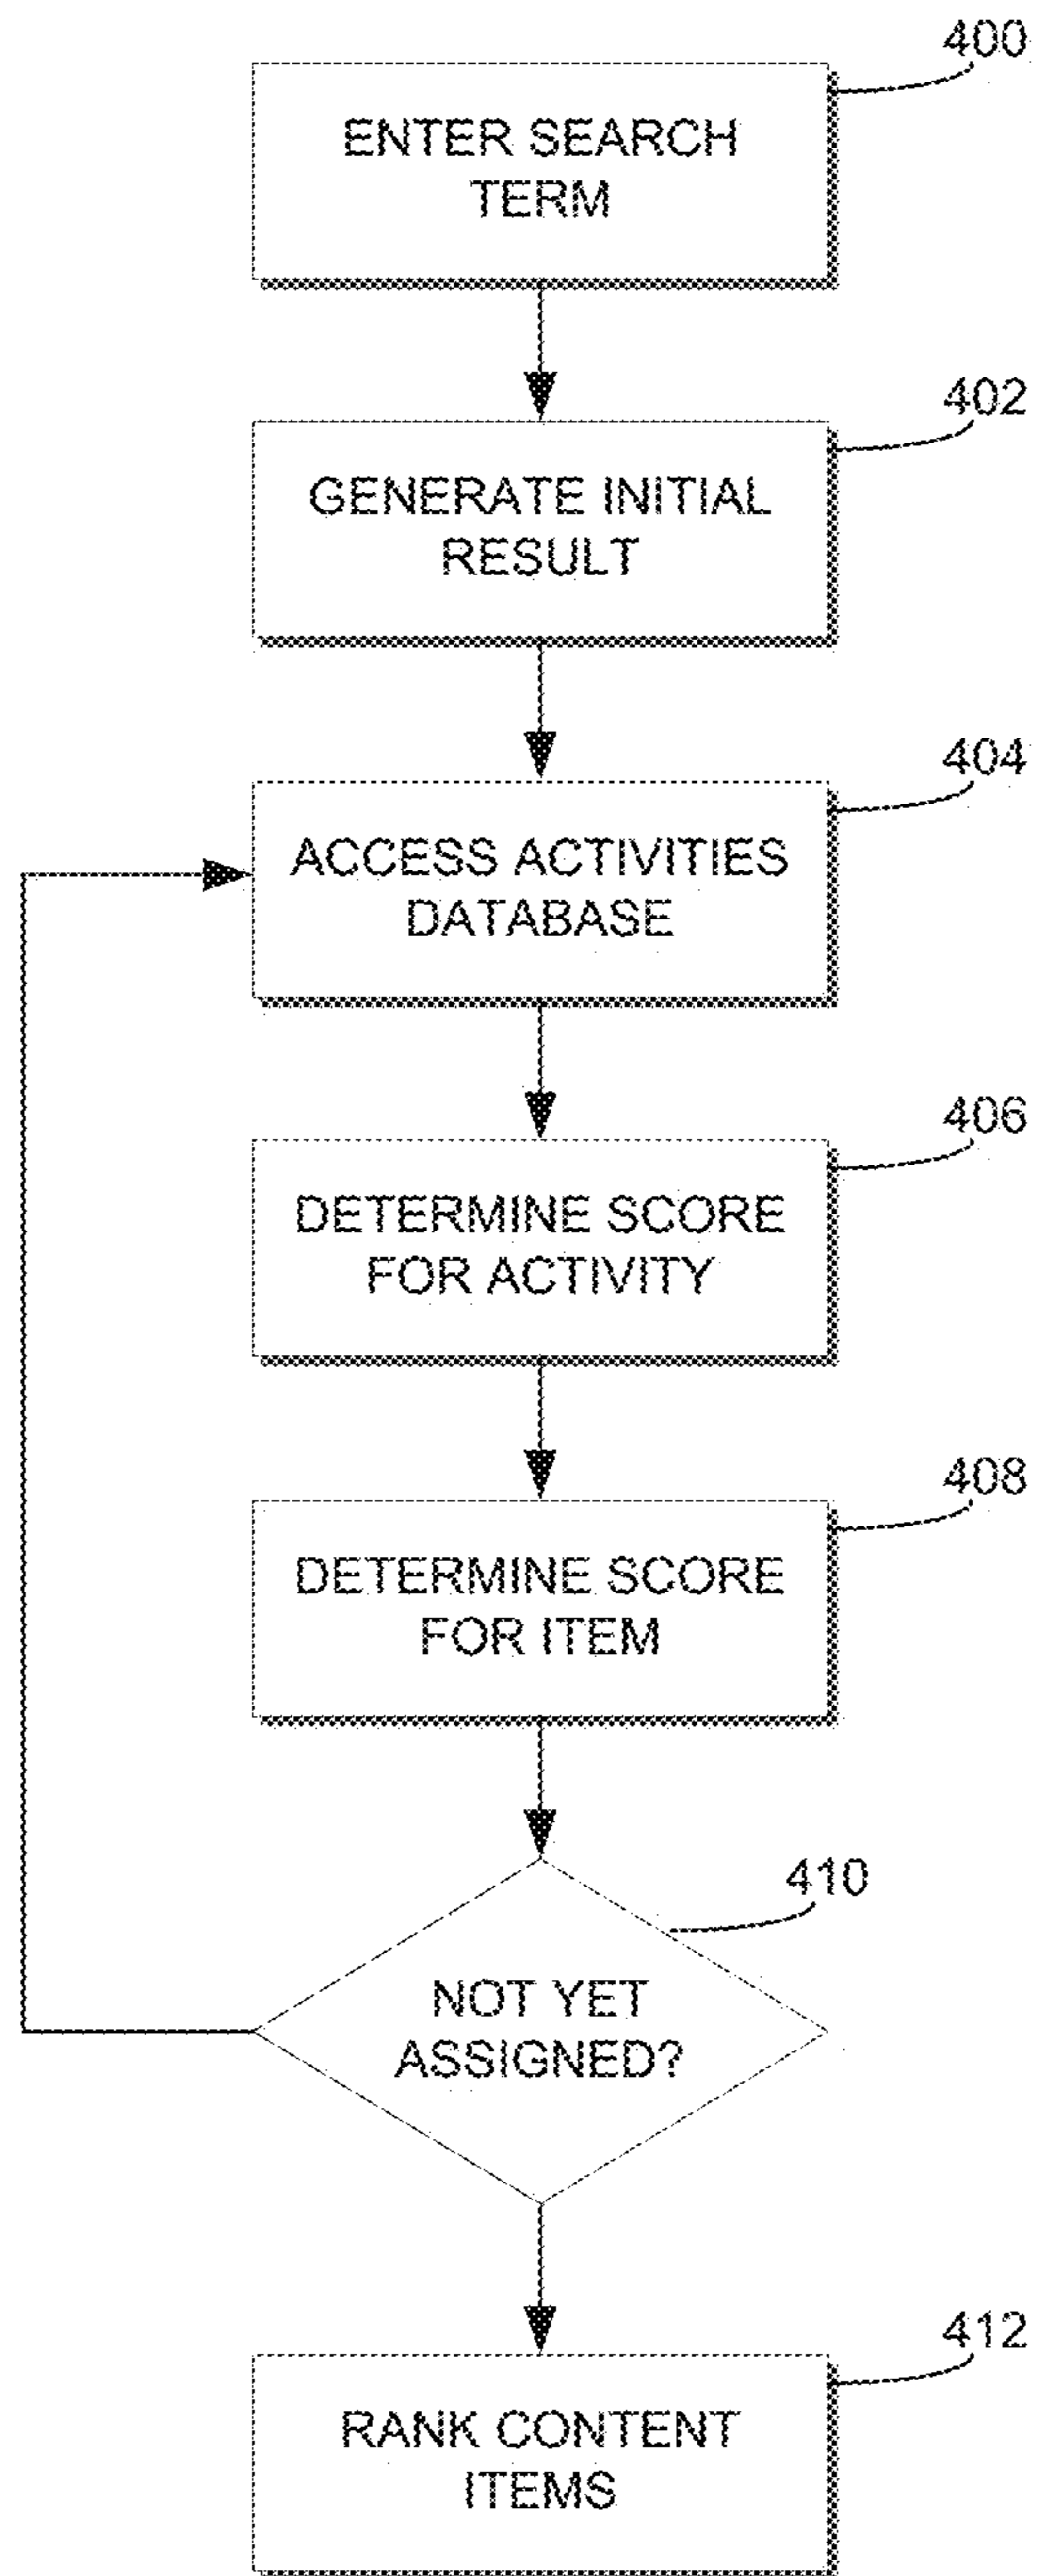 400
ENTER SEARCH
TERM
402
GENERATE INITIAL
RESULT
404
ACCESS ACTIVITIES
DATABASE
406
DETERMINE SCORE
FOR ACTIVITY
408
DETERMINE SCORE
FOR ITEM
410
NOT YET
ASSIGNED?
412
RANK CONTENT
ITEMS